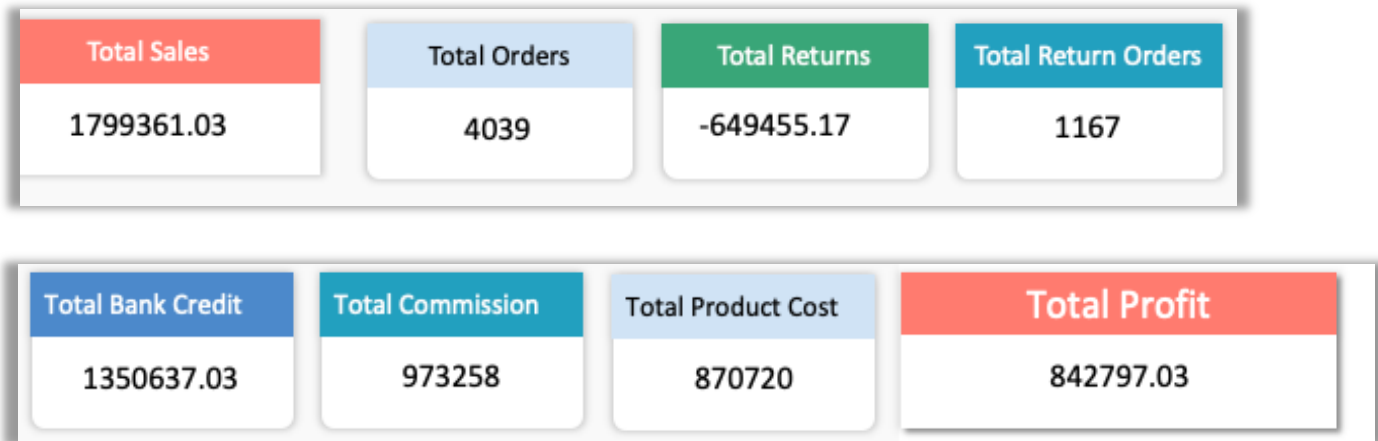 Total Sales
Total Orders
Total Returns
Total Return Orders
1799361.03
4039
-649455.17
1167
Total Bank Credit
Total Commission
Total Product Cost
Total Profit
1350637.03
973258
870720
842797.03